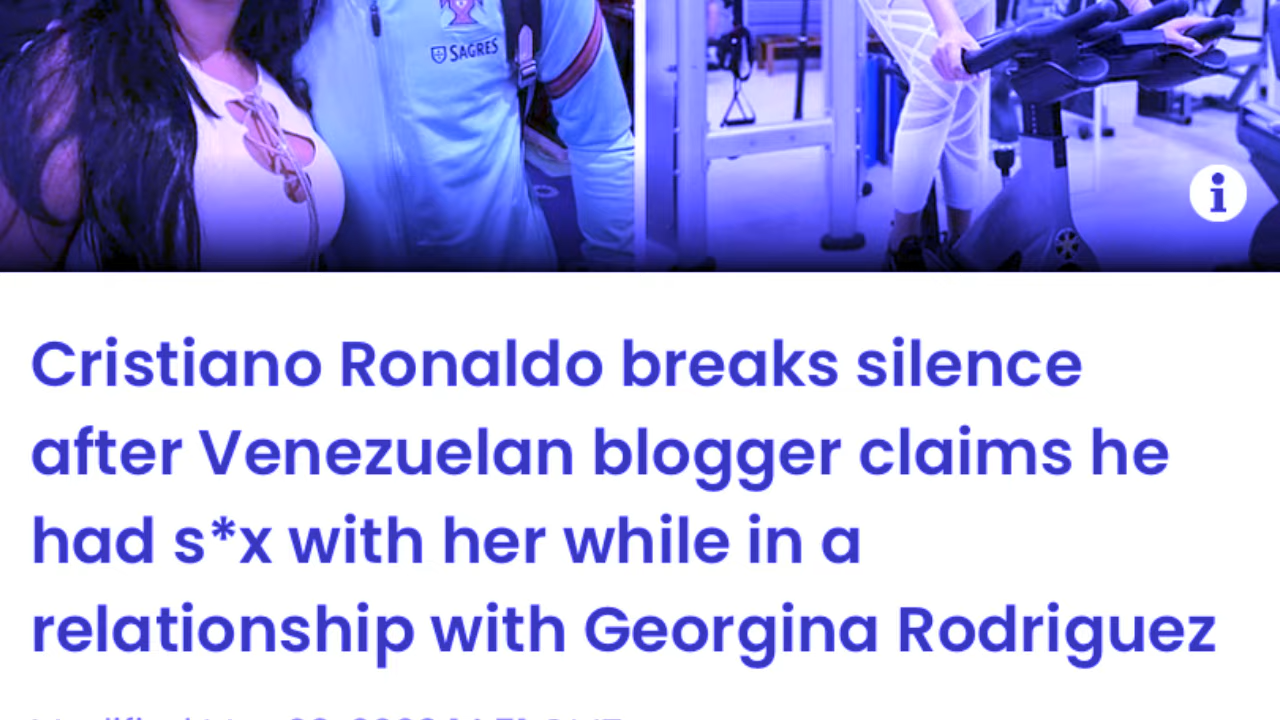 SAGRES
i
Cristiano Ronaldo breaks silence
after Venezuelan blogger claims he
had s*x with her while in a
relationship with Georgina Rodriguez